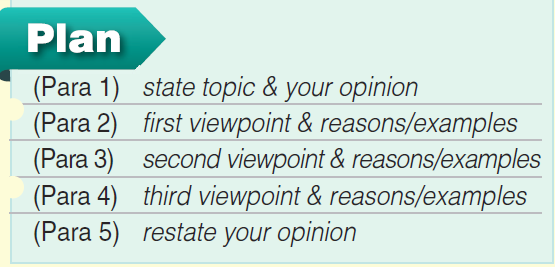 Plan
(Para 1) state topic & your opinion
(Para 2) first viewpoint & reasons/examples
(Para 3) second viewpoint & reasons/examples
(Para 4) third viewpoint & reasons/examples
(Para 5) restate your opinion